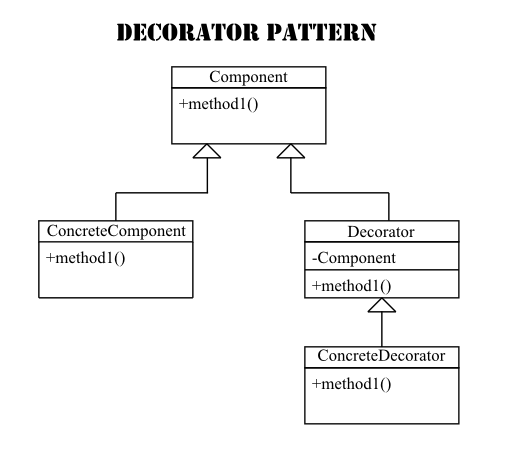 DECORATOR PATTERN
Component
+method1()
ConcreteComponent
+method1()
Decorator
-Component
+method1()
ConcreteDecorator
+method1()